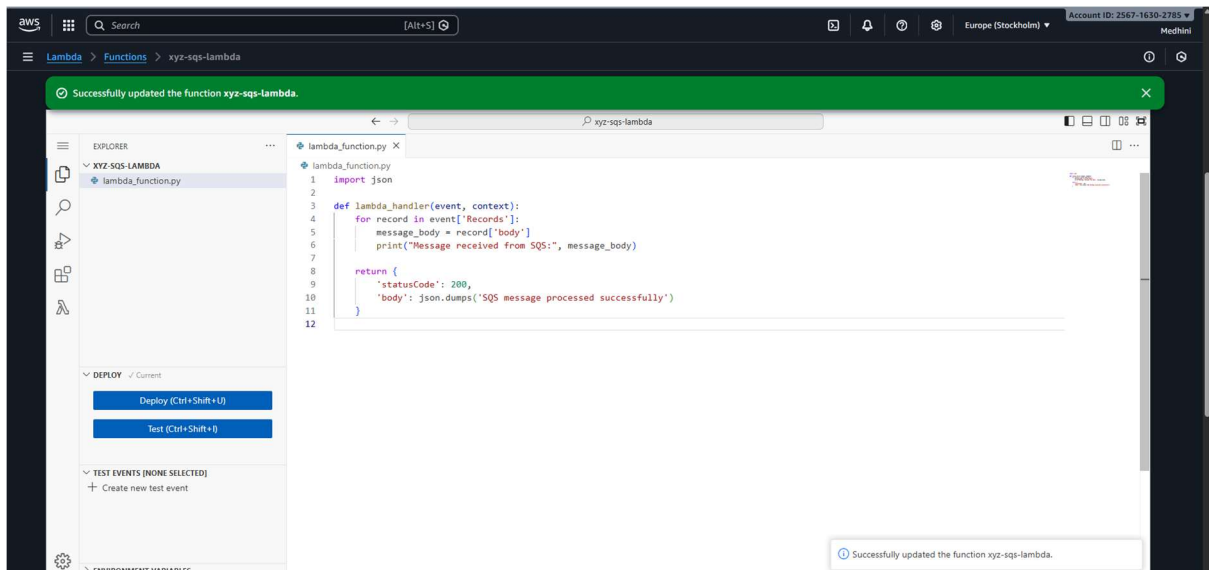 aws
Search
[Alt+S]
Europe (Stockholm) ▼
Account ID: 2567-1630-2785 ▼
Medhini
Lambda > Functions > xyz-sqs-lambda
Successfully updated the function xyz-sqs-lambda.
xyz-sqs-lambda
EXPLORER
XYZ-SQS-LAMBDA
lambda_function.py
DEPLOY ✓ Current
Deploy (Ctrl+Shift+U)
Test (Ctrl+Shift+I)
TEST EVENTS [NONE SELECTED]
+ Create new test event
ENVIRONMENT VARIABLES
lambda_function.py
lambda_function.py
1 import json
2
3 def lambda_handler(event, context):
4     for record in event['Records']:
5         message_body = record['body']
6         print("Message received from SQS:", message_body)
7
8     return {
9         'statusCode': 200,
10         'body': json.dumps('SQS message processed successfully')
11     }
12
Successfully updated the function xyz-sqs-lambda.